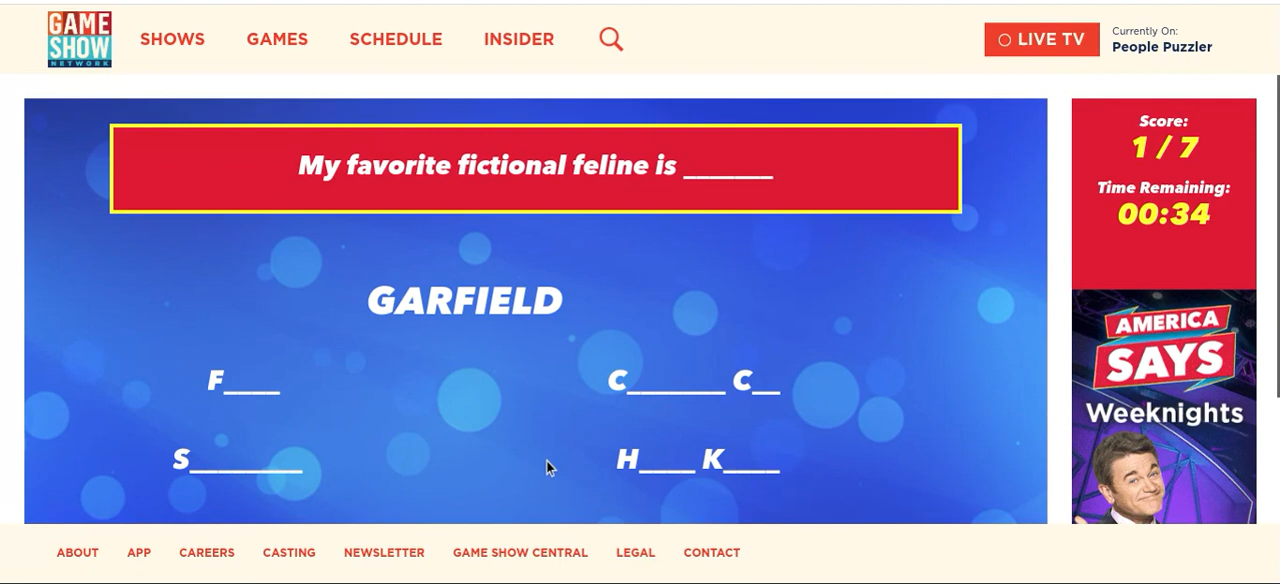 GAME
SHOW
NETWORK
SHOWS GAMES SCHEDULE INSIDER
LIVE TV
Currently On:
People Puzzler
My favorite fictional feline is _______
GARFIELD
F____
C_______ C__
S________
H____ K____
Score:
1 / 7
Time Remaining:
00:34
AMERICA
SAYS
Weeknights
ABOUT APP CAREERS CASTING NEWSLETTER GAME SHOW CENTRAL LEGAL CONTACT